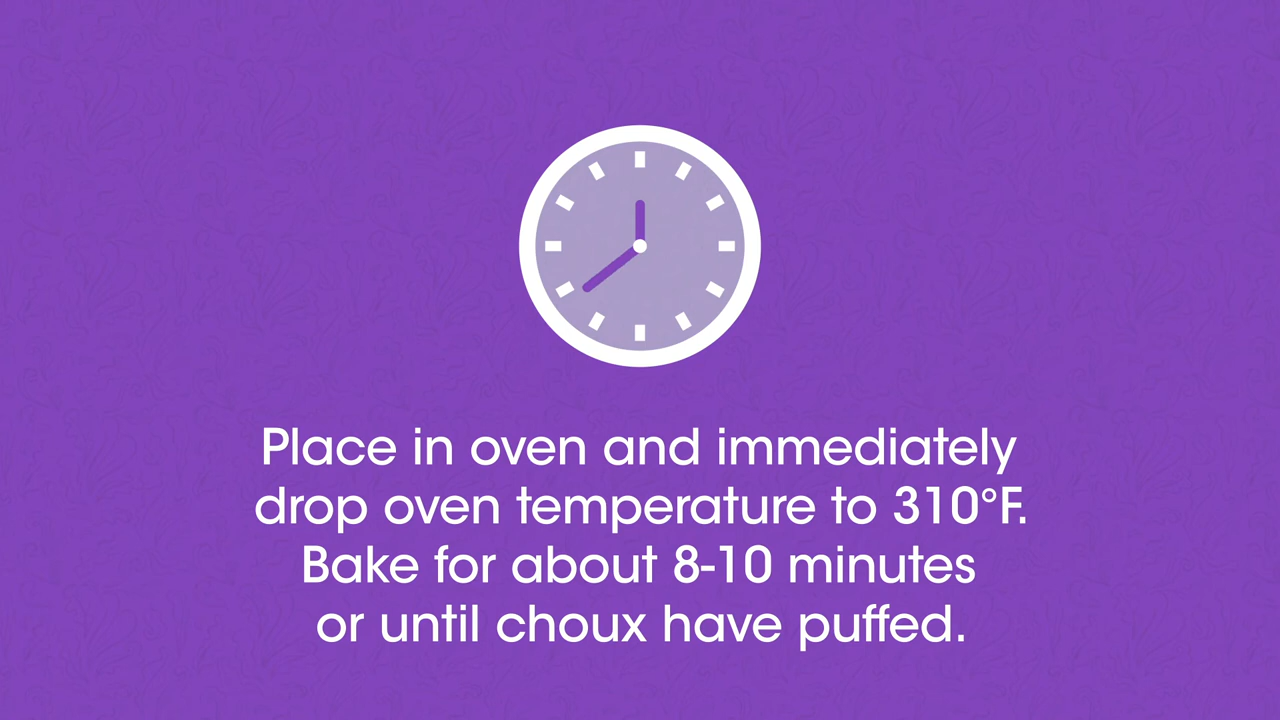 Place in oven and immediately
drop oven temperature to 310°F.
Bake for about 8-10 minutes
or until choux have puffed.